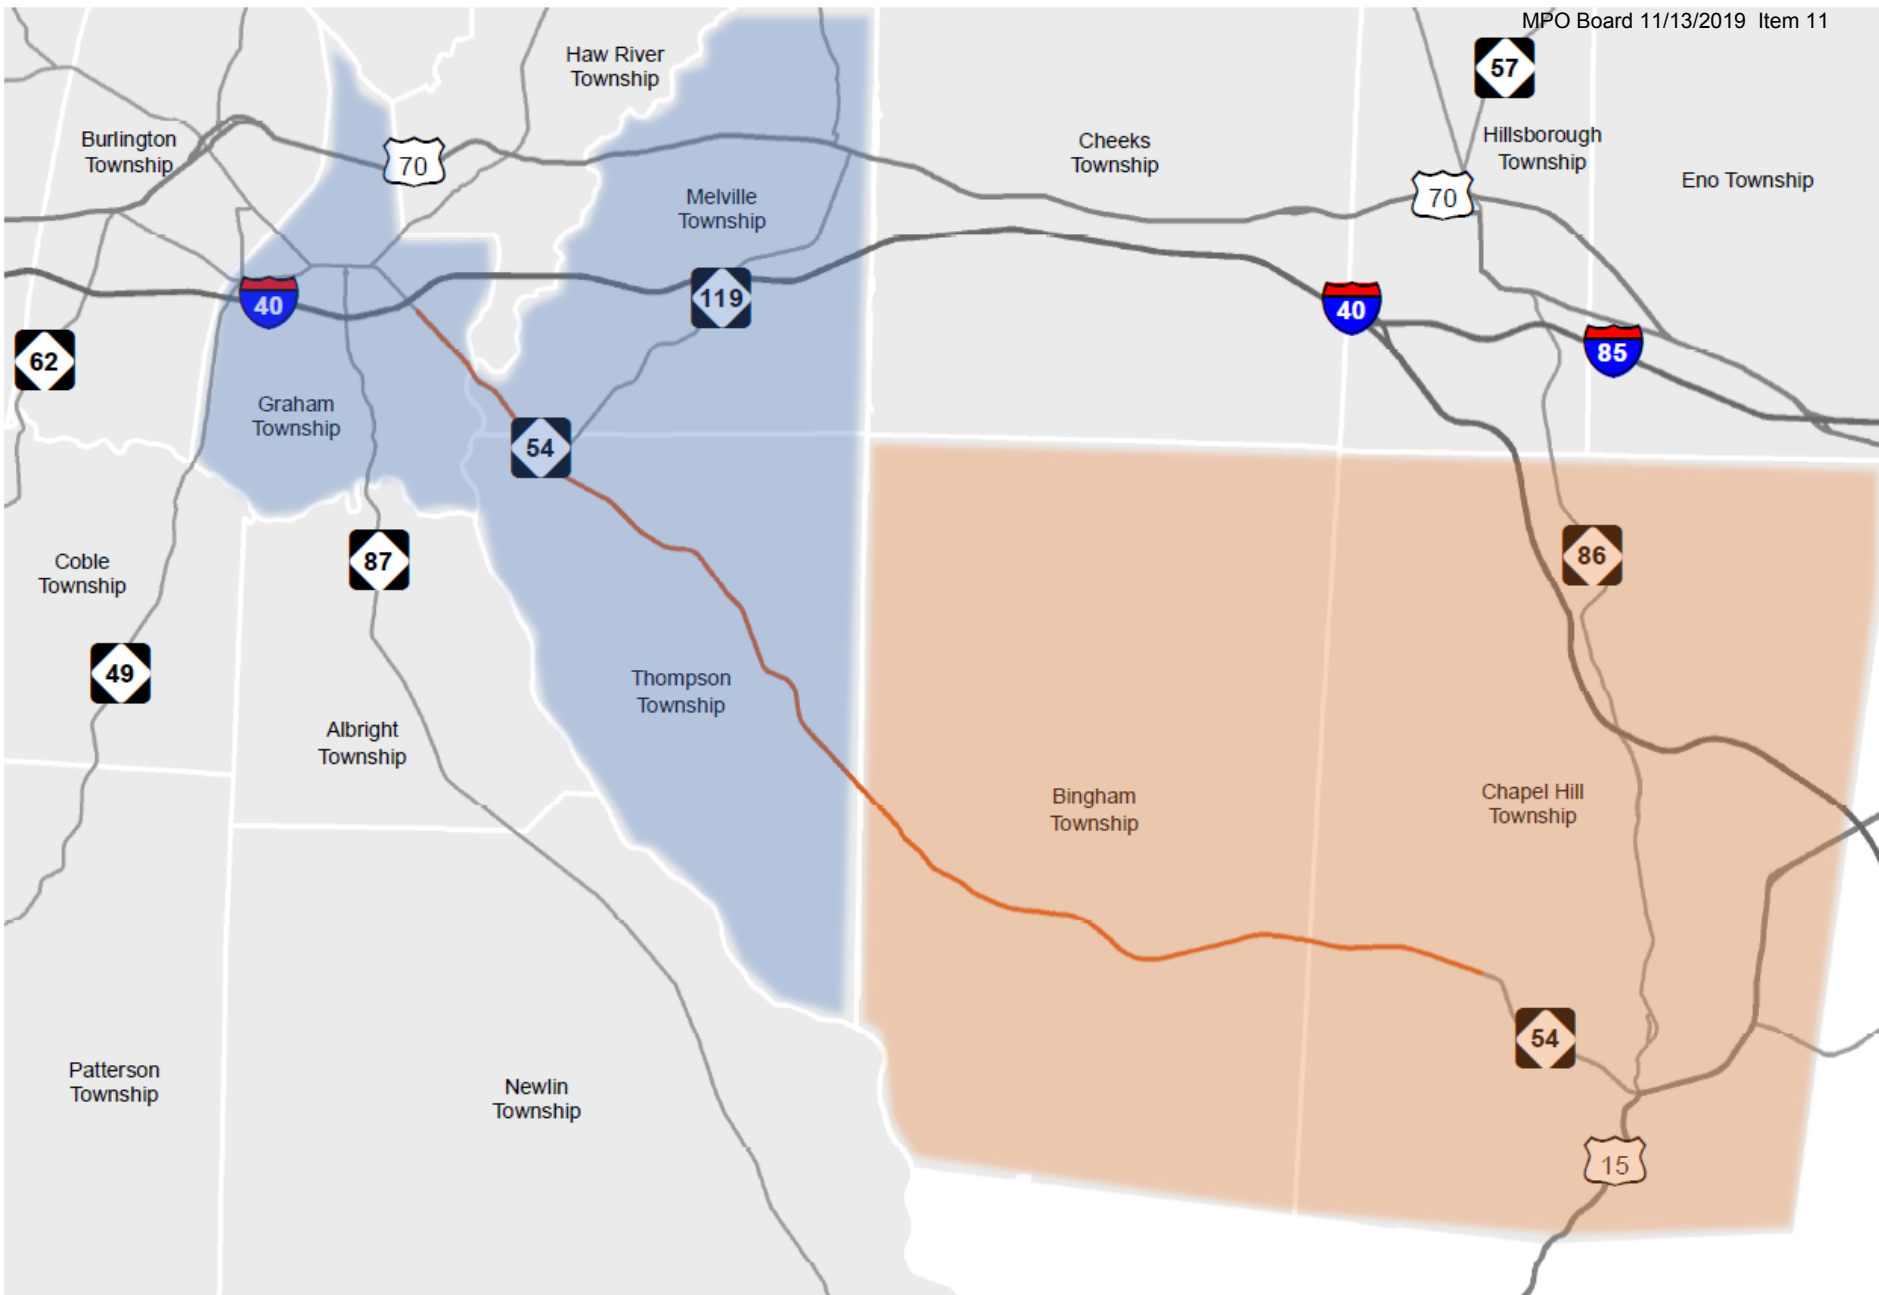 MPO Board 11/13/2019  Item 11
Haw River
Township
57
Burlington
Township
70
Cheeks
Township
Hillsborough
Township
Eno Township
Melville
Township
70
40
119
40
85
62
Graham
Township
54
86
Coble
Township
87
49
Thompson
Township
Albright
Township
Bingham
Township
Chapel Hill
Township
54
Patterson
Township
Newlin
Township
15